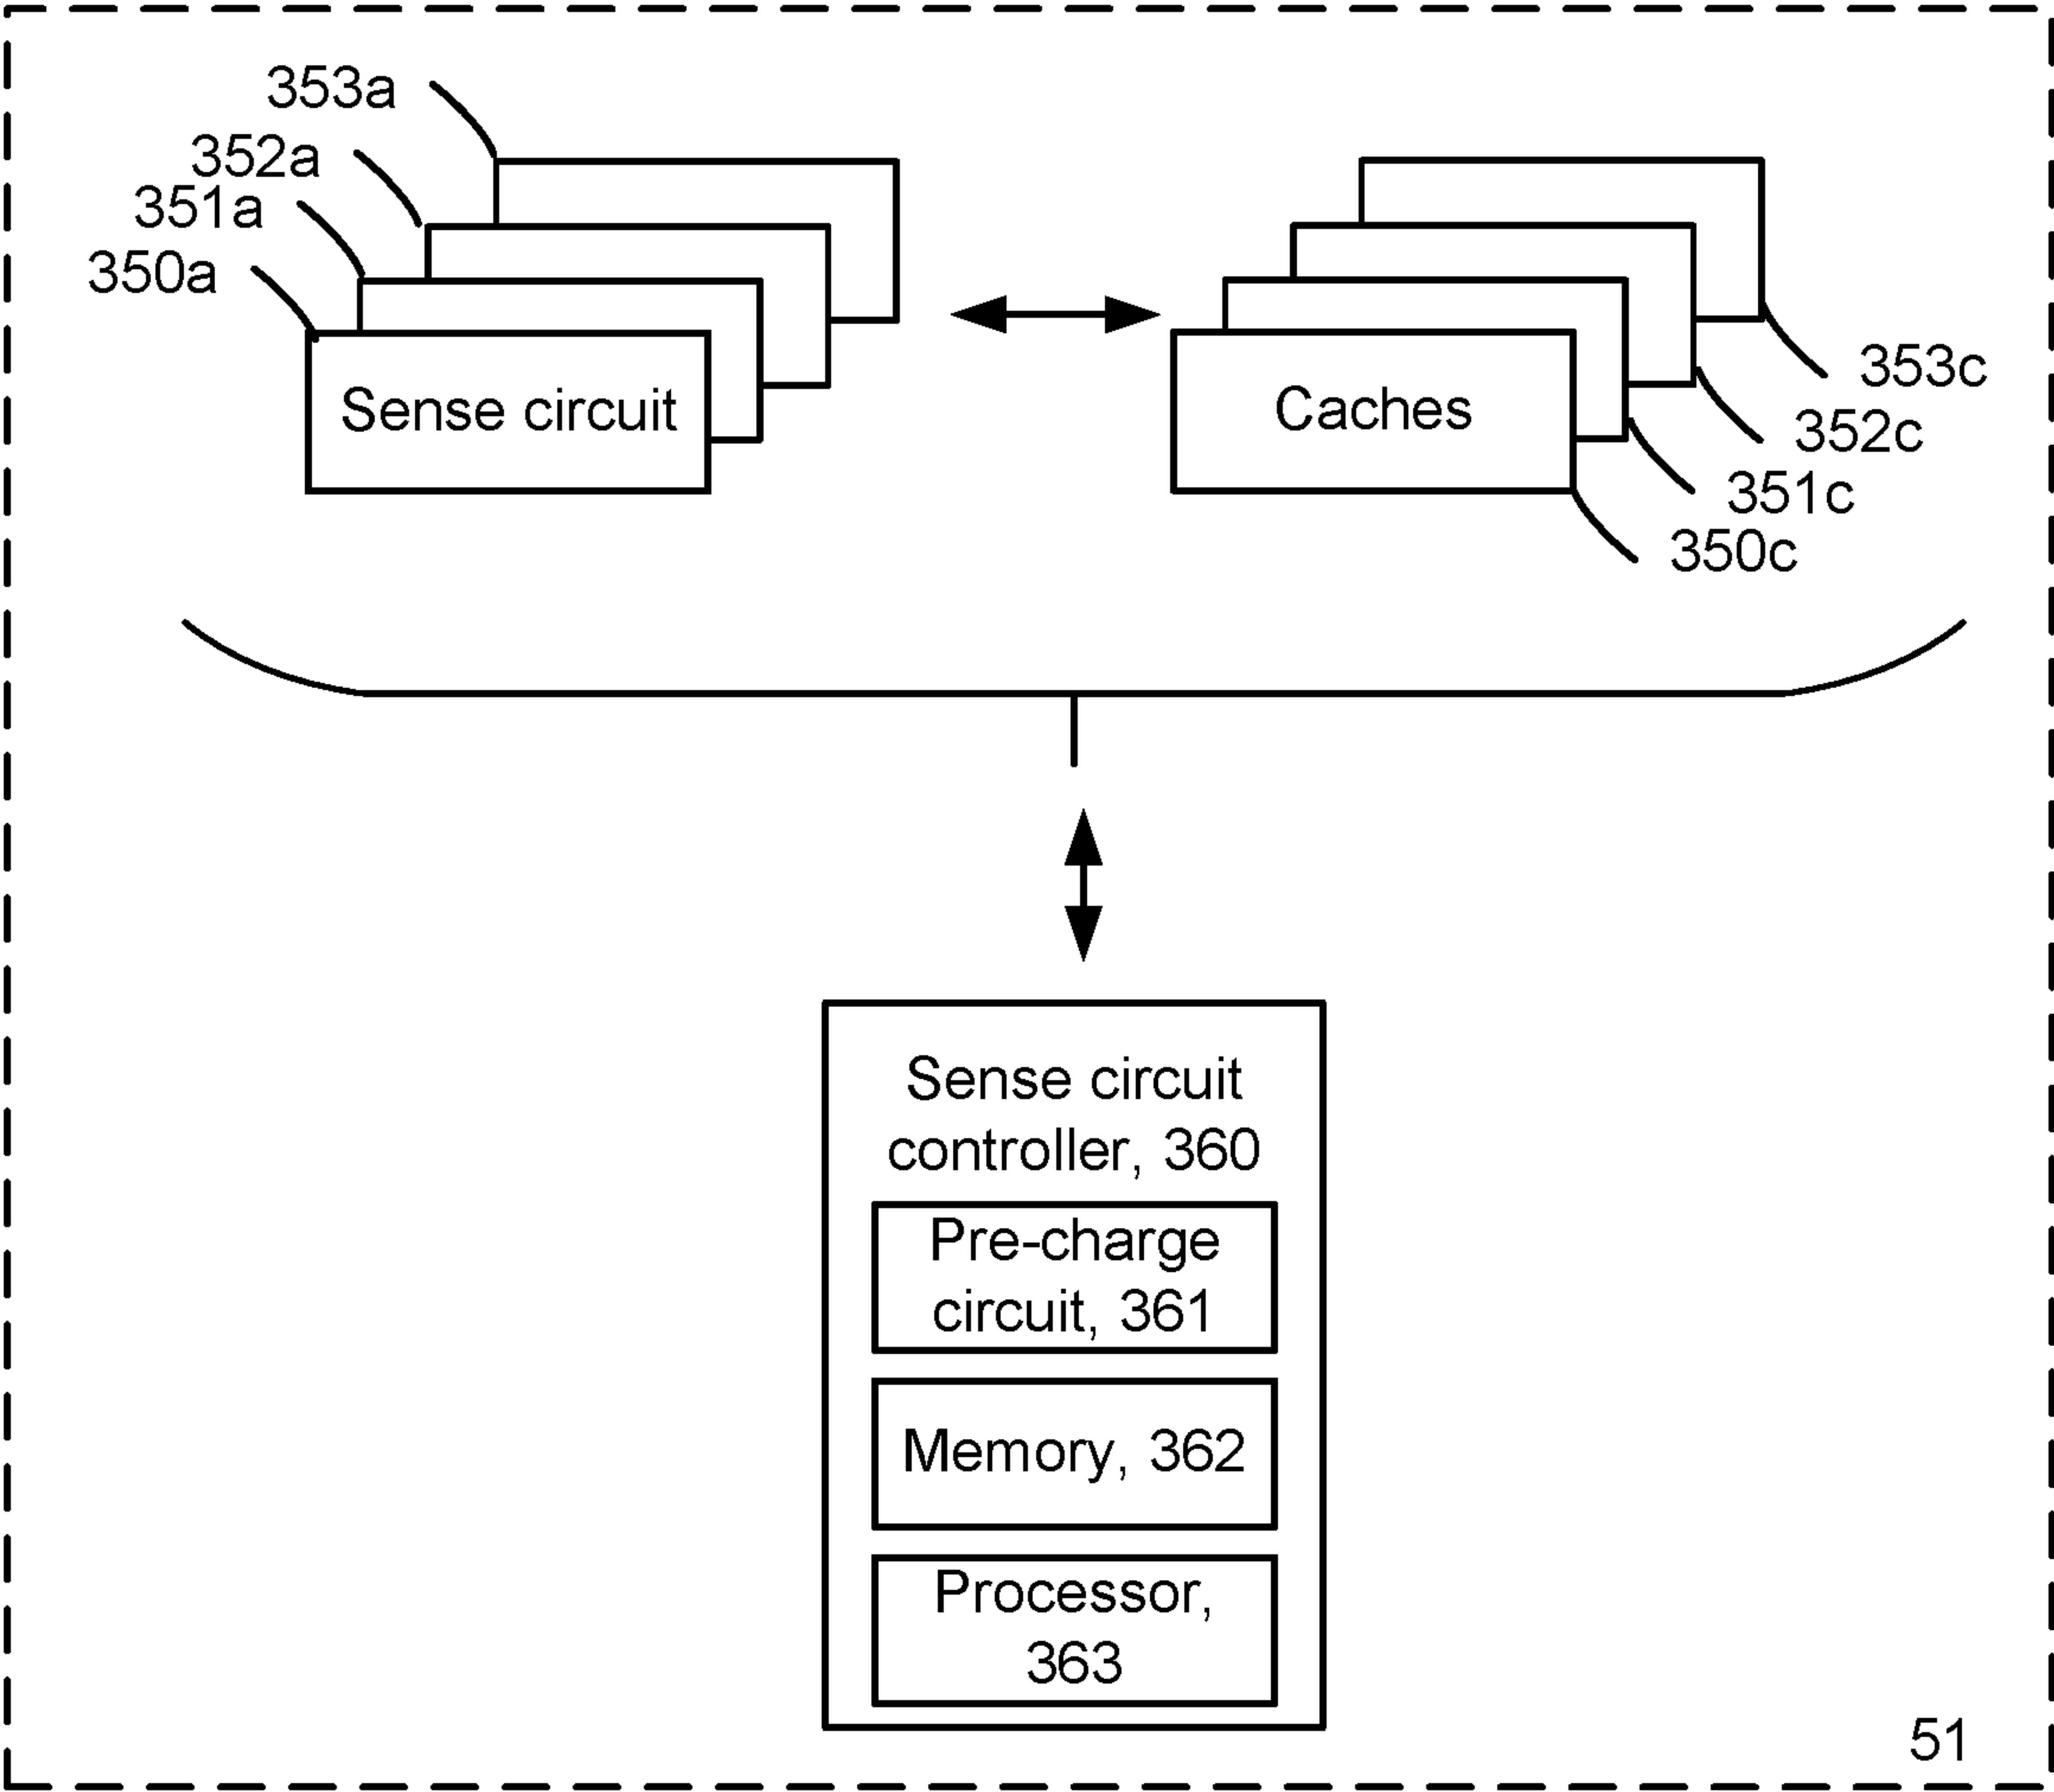 353a
352a
351a
350a
Sense circuit
Caches
353c
352c
351c
350c
Sense circuit
controller, 360
Pre-charge
circuit, 361
Memory, 362
Processor,
363
51